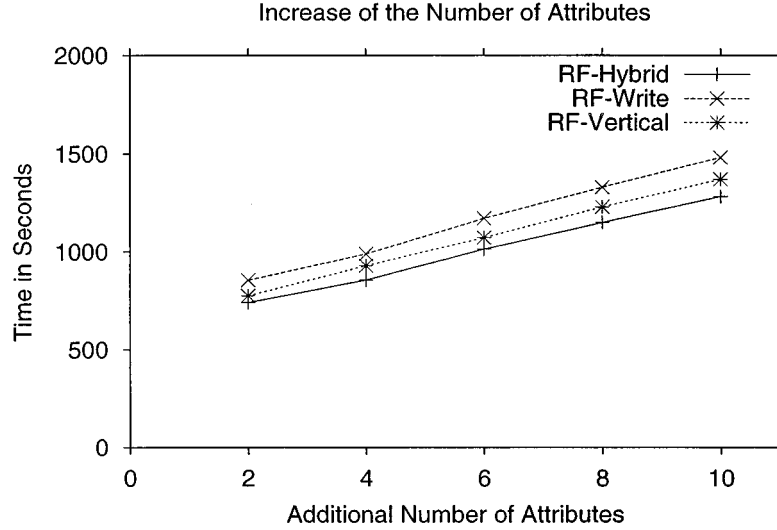 Increase of the Number of Attributes
2000
RF-Hybrid
RF-Write
RF-Vertical
1500
1000
500
0
Time in Seconds
0 2 4 6 8 10
Additional Number of Attributes